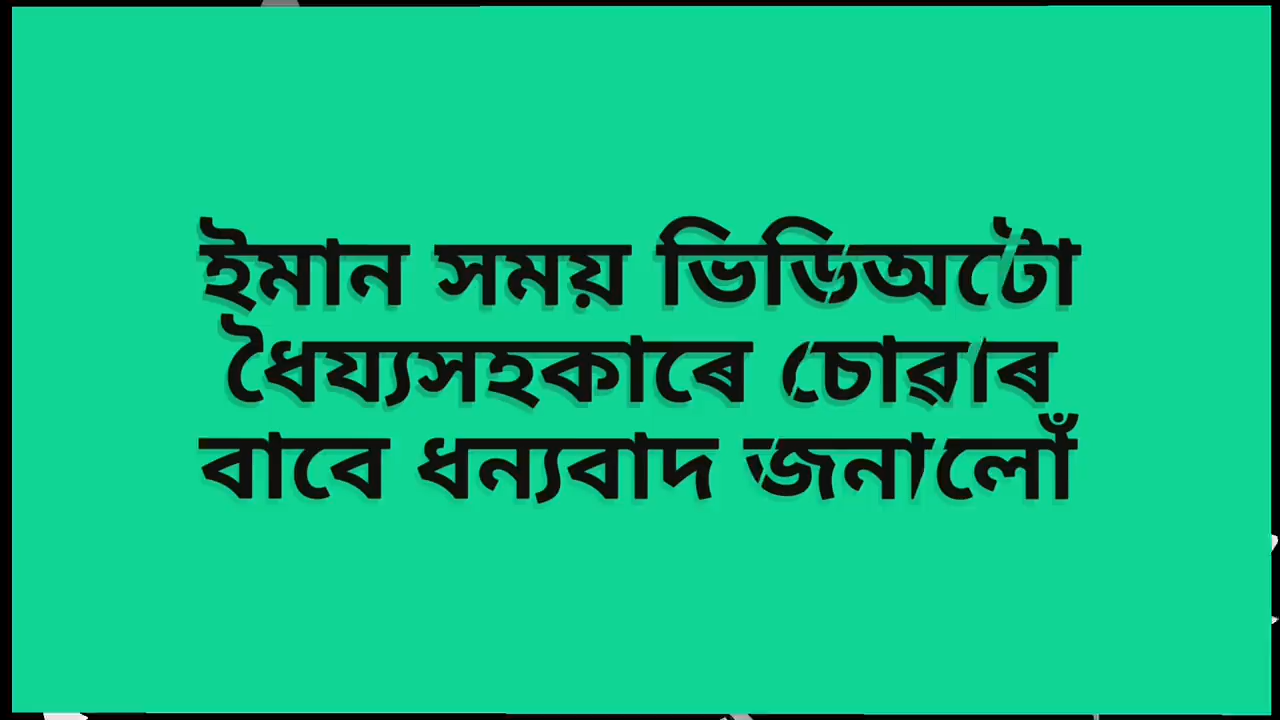 ইমান সময় ভিডিঅটো
ধৈয্যসহকাৰে চোৱাৰ
বাবে ধন্যবাদ জনালোঁ